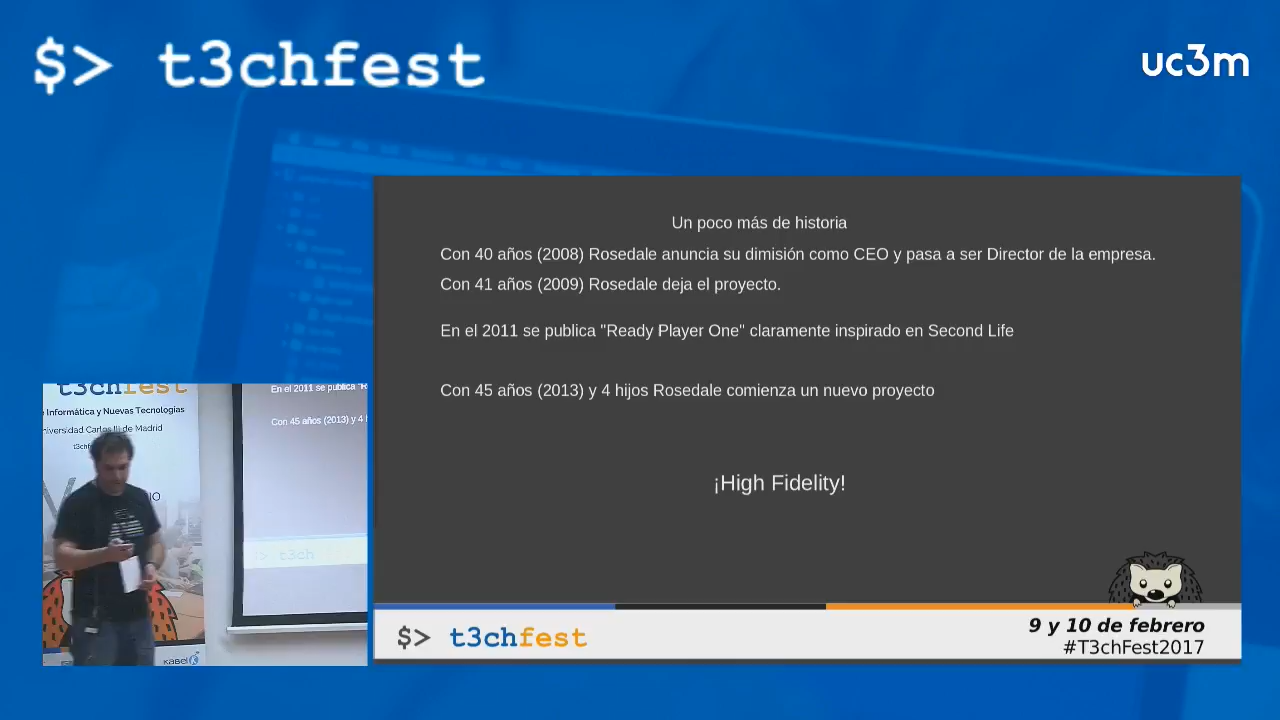 $> t3chfest
uc3m
Un poco más de historia
Con 40 años (2008) Rosedale anuncia su dimisión como CEO y pasa a ser Director de la empresa.
Con 41 años (2009) Rosedale deja el proyecto.
En el 2011 se publica "Ready Player One" claramente inspirado en Second Life
Con 45 años (2013) y 4 hijos Rosedale comienza un nuevo proyecto
¡High Fidelity!
$> t3chfest
9 y 10 de febrero
#T3chFest2017
t3chfest
Informática y Nuevas Tecnologías
niversidad Carlos III de Madrid
En el 2011 se publica "R
Con 45 años (2013) y 4 h
$> t3ch
KABEL